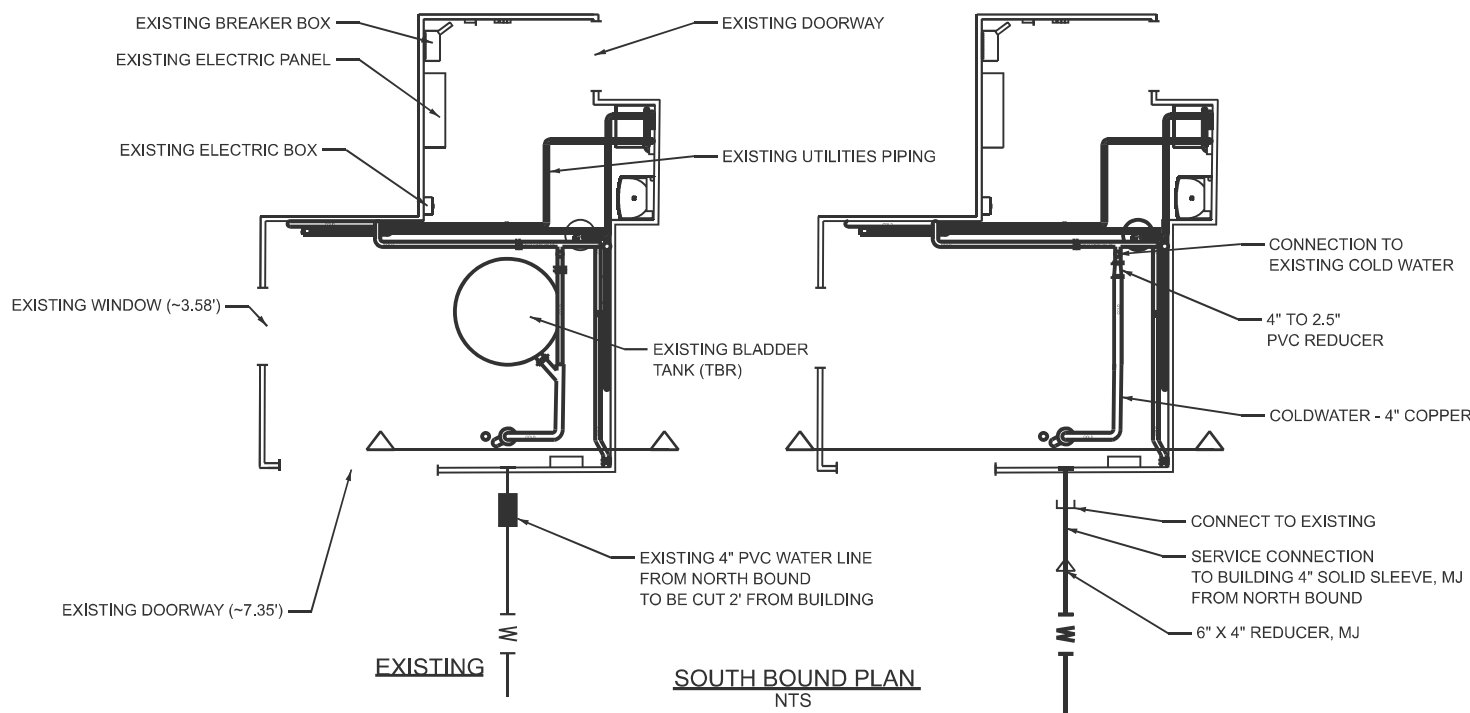 EXISTING BREAKER BOX
EXISTING ELECTRIC PANEL
EXISTING ELECTRIC BOX
EXISTING WINDOW (~3.58')
EXISTING DOORWAY (~7.35')
EXISTING DOORWAY
EXISTING UTILITIES PIPING
EXISTING BLADDER
TANK (TBR)
EXISTING 4" PVC WATER LINE
FROM NORTH BOUND
TO BE CUT 2' FROM BUILDING
W
EXISTING
CONNECTION TO
EXISTING COLD WATER
4" TO 2.5"
PVC REDUCER
COLDWATER - 4" COPPER
CONNECT TO EXISTING
SERVICE CONNECTION
TO BUILDING 4" SOLID SLEEVE, MJ
FROM NORTH BOUND
6" X 4" REDUCER, MJ
W
SOUTH BOUND PLAN
NTS